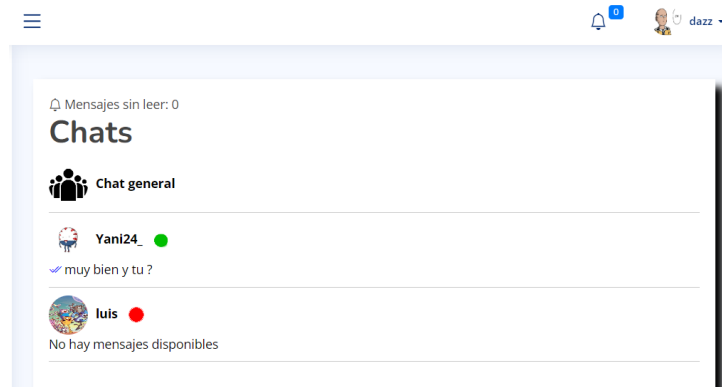 0
dazz
Mensajes sin leer: 0
Chats
Chat general
Yani24_
muy bien y tu ?
luis
No hay mensajes disponibles